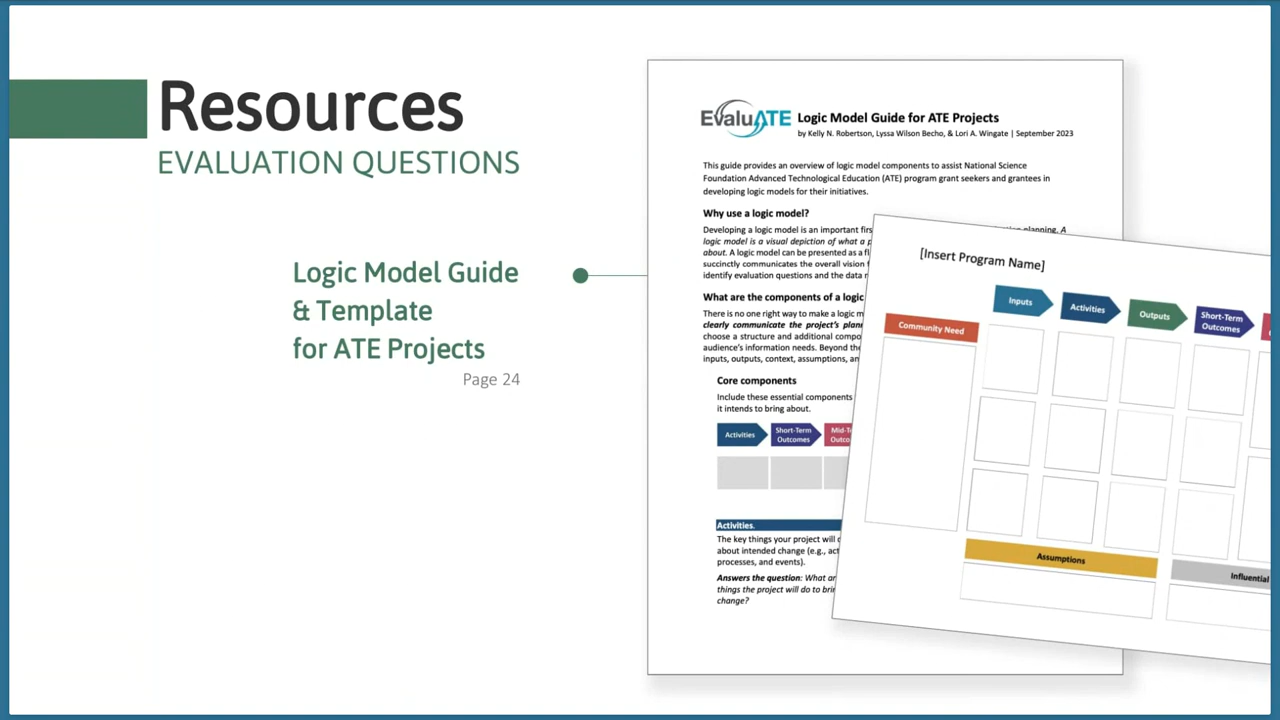 Resources
EVALUATION QUESTIONS
Logic Model Guide
& Template
for ATE Projects
Page 24
EvaluATE Logic Model Guide for ATE Projects
by Kelly N. Robertson, Lyssa Wilson Becho, & Lori A. Wingate | September 2023
This guide provides an overview of logic model components to assist National Science
Foundation Advanced Technological Education (ATE) program grant seekers and grantees in
developing logic models for their initiatives.
Why use a logic model?
Developing a logic model is an important firs planning. A
logic model is a visual depiction of what a p
about. A logic model can be presented as a fl
succinctly communicates the overall vision f
identify evaluation questions and the data n
What are the components of a logic
There is no one right way to make a logic m
clearly communicate the project's plann
choose a structure and additional compo
audience's information needs. Beyond the
inputs, outputs, context, assumptions, an
Core components
Include these essential components
it intends to bring about.
Activities
Short-Term
Outcomes
Mid-T
Outco
Activities.
The key things your project will
about intended change (e.g., act
processes, and events).
Answers the question: What ar
things the project will do to brin
change?
[Insert Program Name]
Community Need
Inputs
Activities
Outputs
Short-Term
Outcomes
Assumptions
Influential